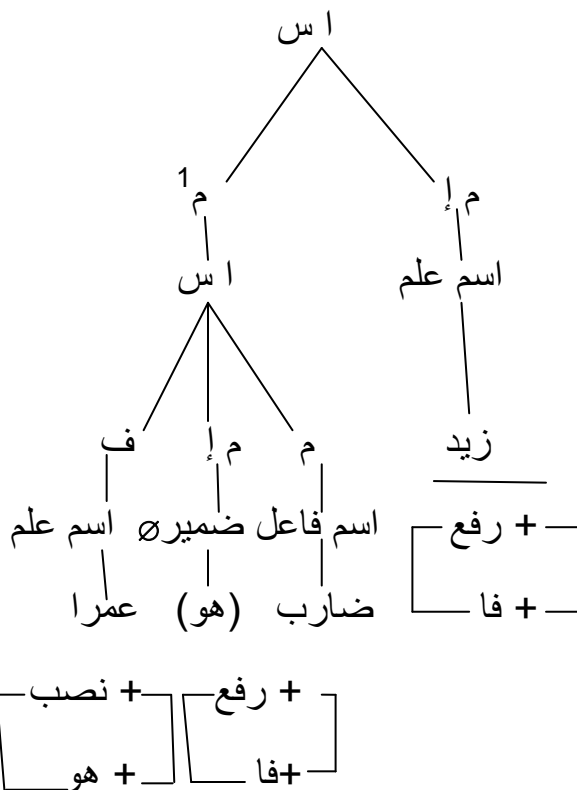 ا س
م إ م1
اسم علم ا س
زيد م م إ ف
اسم فاعل ضمير ø اسم علم
+ رفع
ضارب (هو) عمرا
+ فا
+ رفع + نصب
+فا + هو